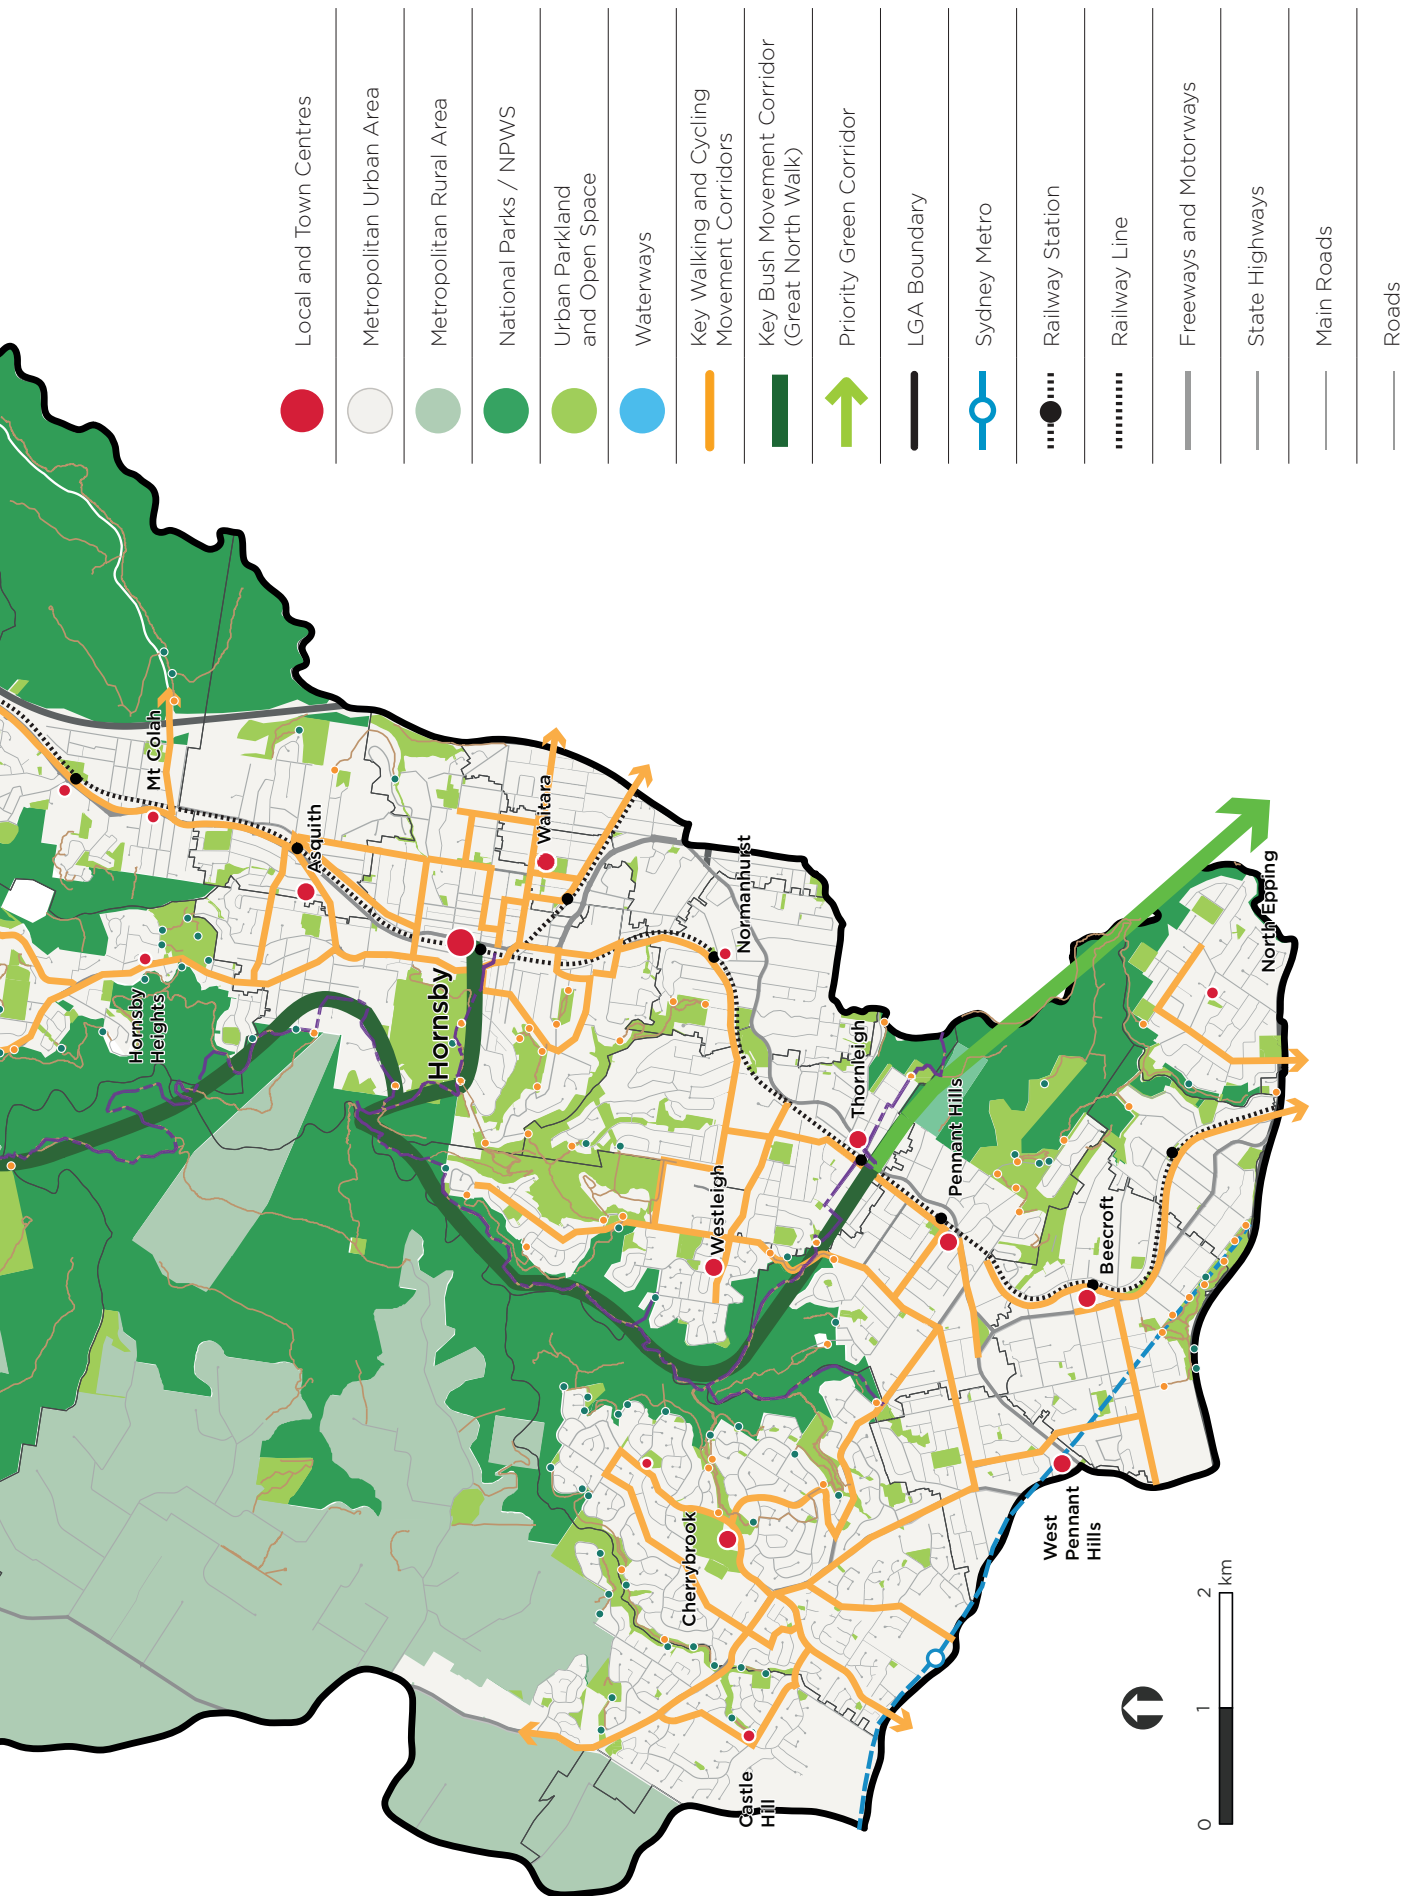 Local and Town Centres
Metropolitan Urban Area
Metropolitan Rural Area
National Parks / NPWS
Urban Parkland
and Open Space
Waterways
Key Walking and Cycling
Movement Corridors
Key Bush Movement Corridor
(Great North Walk)
Priority Green Corridor
LGA Boundary
Sydney Metro
Railway Station
Railway Line
Freeways and Motorways
State Highways
Main Roads
Roads
Mt Colah
Asquith
Hornsby
Heights
Hornsby
Waitara
Normanhurst
Thornleigh
Westleigh
Pennant Hills
Beecroft
North Epping
Cherrybrook
West
Pennant
Hills
Castle
Hill
0 1 2 km